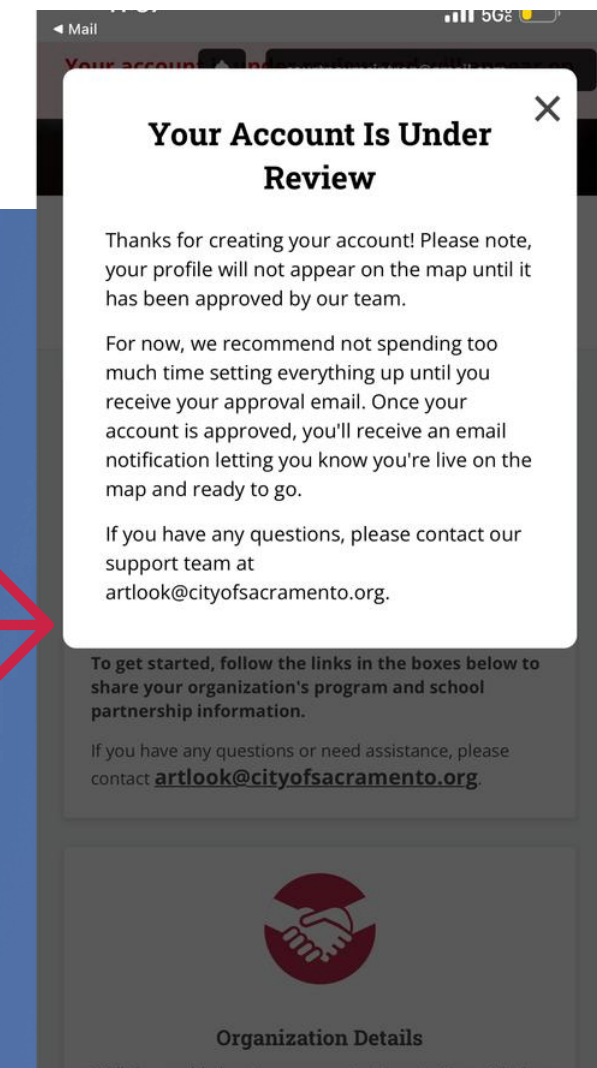 ◀ Mail
5G
Your account
Your Account Is Under
Review
Thanks for creating your account! Please note,
your profile will not appear on the map until it
has been approved by our team.
For now, we recommend not spending too
much time setting everything up until you
receive your approval email. Once your
account is approved, you'll receive an email
notification letting you know you're live on the
map and ready to go.
If you have any questions, please contact our
support team at
artlook@cityofsacramento.org.
To get started, follow the links in the boxes below to
share your organization's program and school
partnership information.
If you have any questions or need assistance, please
contact artlook@cityofsacramento.org.
Organization Details